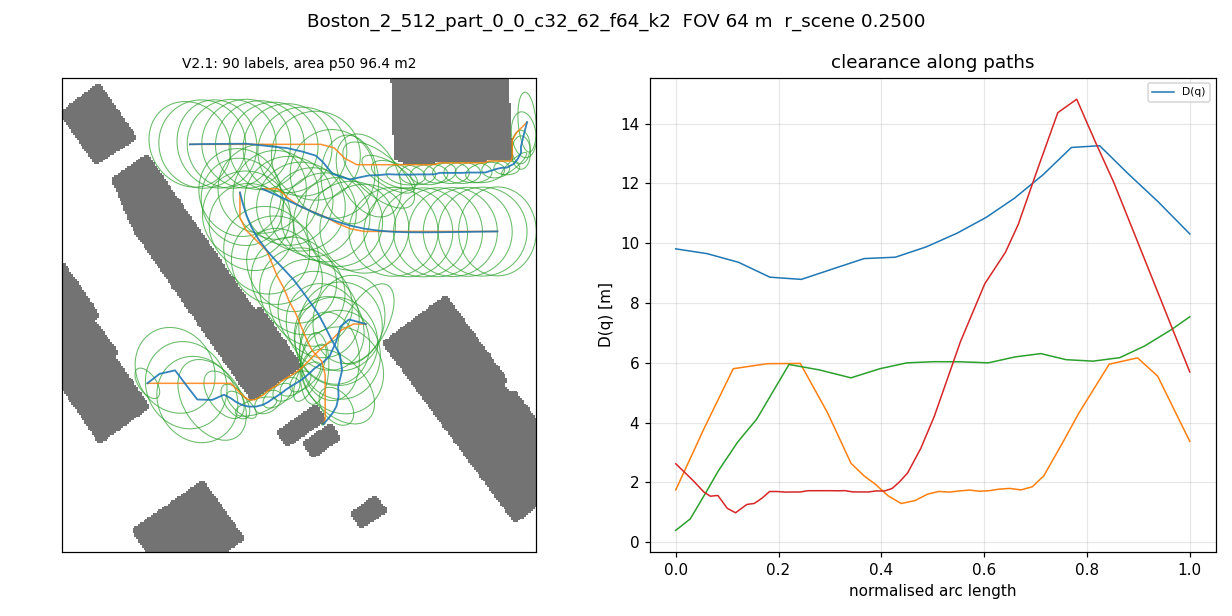 Boston_2_512_part_0_0_c32_62_f64_k2  FOV 64 m  r_scene 0.2500
V2.1: 90 labels, area p50 96.4 m2
clearance along paths
D(q)
D(q) [m]
14
12
10
8
6
4
2
0
0.0 0.2 0.4 0.6 0.8 1.0
normalised arc length